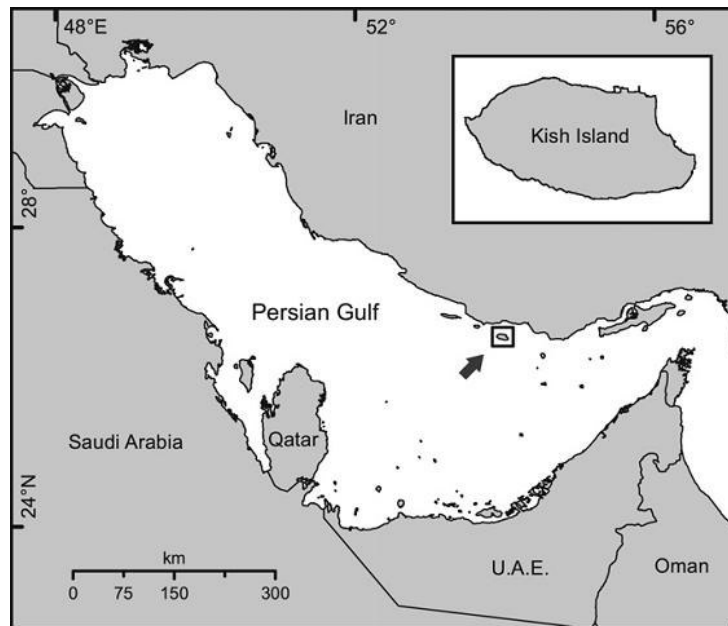 48°E
52°
56°
Iran
Kish Island
28°
Persian Gulf
Saudi Arabia
Qatar
24°N
km
0 75 150 300
U.A.E.
Oman